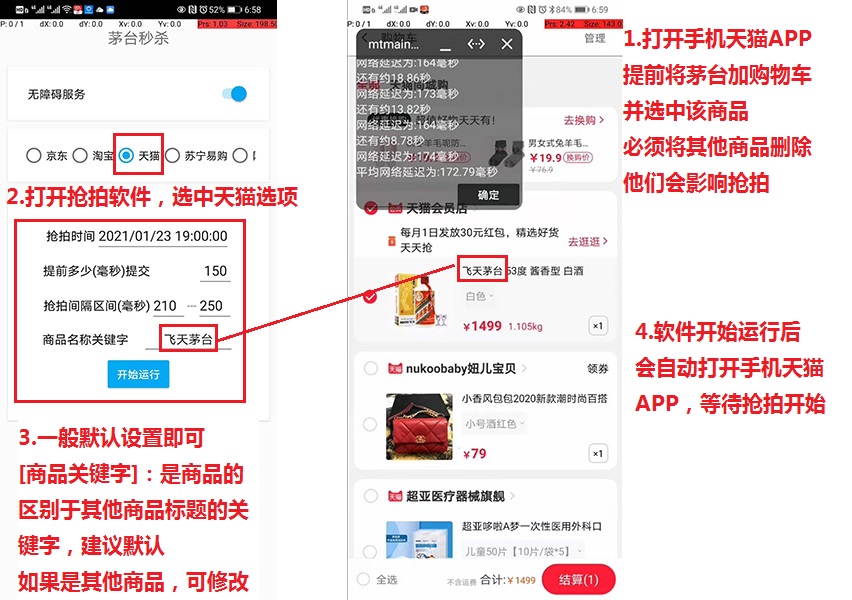 52% 6:58
P: 0 / 1 dX: 0.0 dY: 0.0 Xv: 0.0 Yv: 0.0 Prs: 1.03 Size: 198.50
茅台秒杀
无障碍服务
京东 淘宝 天猫 苏宁易购
2.打开抢拍软件，选中天猫选项
抢拍时间 2021/01/23 19:00:00
提前多少(毫秒)提交 150
抢拍间隔区间(毫秒) 210 — 250
商品名称关键字 飞天茅台
开始运行
3.一般默认设置即可
[商品关键字]：是商品的
区别于其他商品标题的关
键字，建议默认
如果是其他商品，可修改
84% 6:59
P: 0 / 1 dX: 0.0 dY: 0.0 Xv: 0.0 Yv: 0.0 Prs: 2.42 Size: 143.0
购物车 管理
mtmain...
网络延迟为:164毫秒
还有约18.86秒
天猫同城购
网络延迟为:173毫秒
还有约13.82秒
超值好物天天有！ 去换购
网络延迟为:164毫秒
还有约8.78秒
网络延迟为:174毫秒
平均网络延迟为:172.79毫秒
羊毛现防...
男女式兔羊毛...
¥19.9 换购价
¥76.9
确定
天猫会员店
每月1日发放30元红包，精选好货
天天抢
去逛逛
飞天茅台 53度 酱香型 白酒
白色
¥1499 1.105kg
×1
nukoobaby妞儿宝贝 领券
小香风包包2020新款潮时尚百搭
小号酒红色
¥79
×1
超亚医疗器械旗舰
超亚哆啦A梦一次性医用外科口
儿童50片【10片/袋*5】
全选 不含运费 合计: ¥1499 结算(1)
1.打开手机天猫APP
提前将茅台加购物车
并选中该商品
必须将其他商品删除
他们会影响抢拍
4.软件开始运行后
会自动打开手机天猫
APP，等待抢拍开始